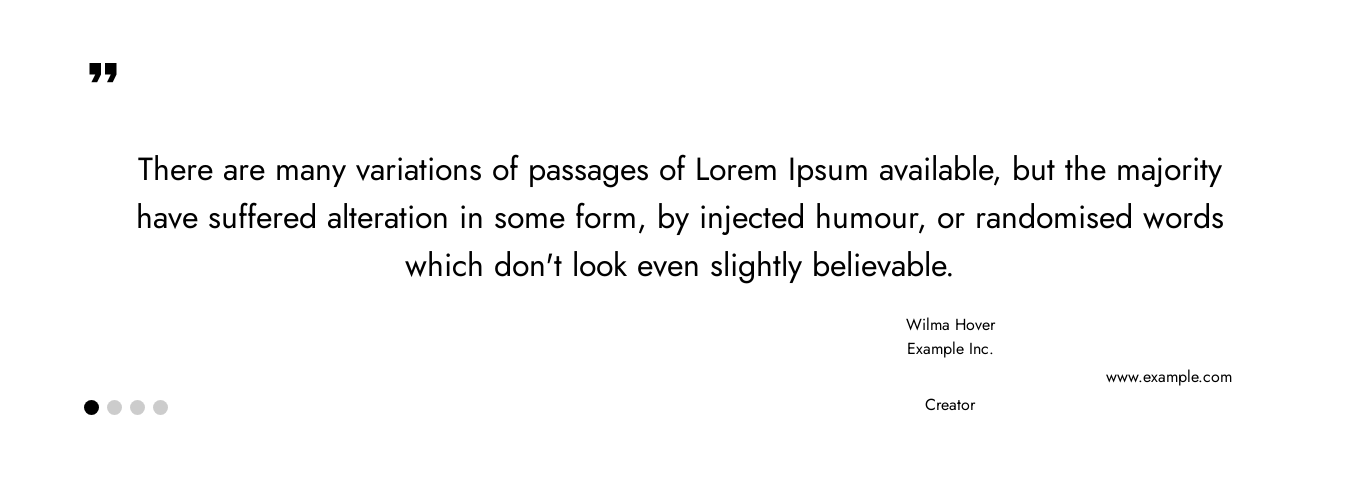 ”
There are many variations of passages of Lorem Ipsum available, but the majority
have suffered alteration in some form, by injected humour, or randomised words
which don't look even slightly believable.
Wilma Hover
Example Inc.
www.example.com
Creator